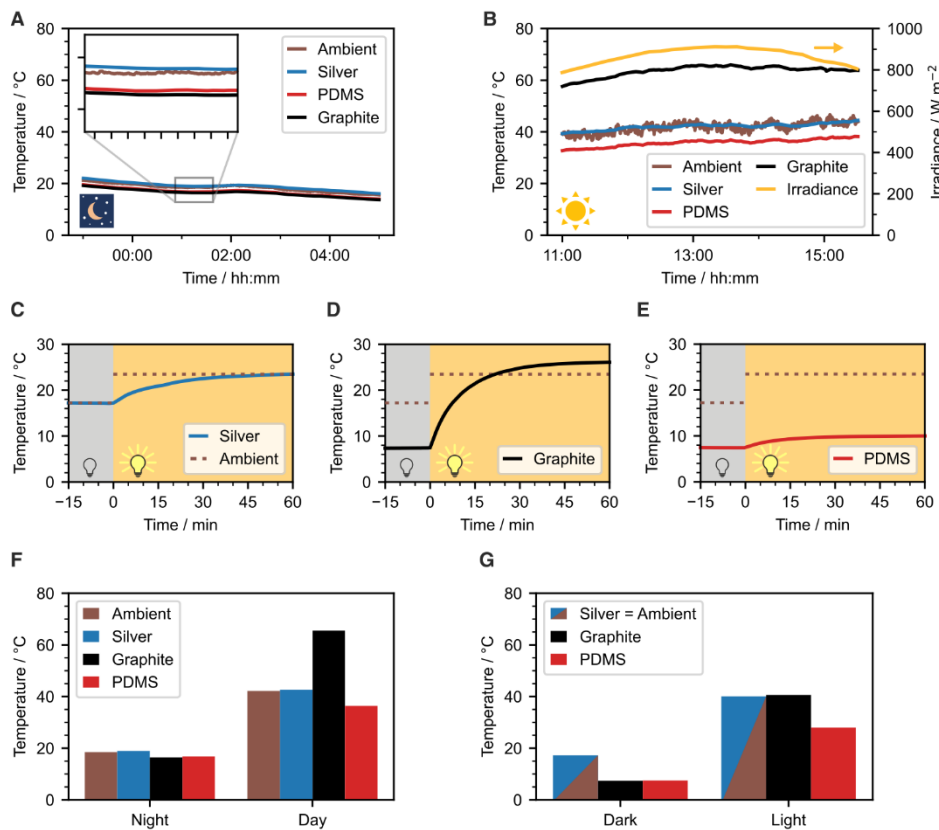 A
80
60
40
20
0
Temperature / °C
Ambient
Silver
PDMS
Graphite
00:00
02:00
04:00
Time / hh:mm
B
80
60
40
20
0
Temperature / °C
1000
800
600
400
200
0
Irradiance / W m⁻²
Ambient
Silver
PDMS
Graphite
Irradiance
11:00
13:00
15:00
Time / hh:mm
C
30
20
10
0
Temperature / °C
Silver
Ambient
−15
0
15
30
45
60
Time / min
D
30
20
10
0
Temperature / °C
Graphite
−15
0
15
30
45
60
Time / min
E
30
20
10
0
Temperature / °C
PDMS
−15
0
15
30
45
60
Time / min
F
80
60
40
20
0
Temperature / °C
Ambient
Silver
Graphite
PDMS
Night
Day
G
80
60
40
20
0
Temperature / °C
Silver = Ambient
Graphite
PDMS
Dark
Light